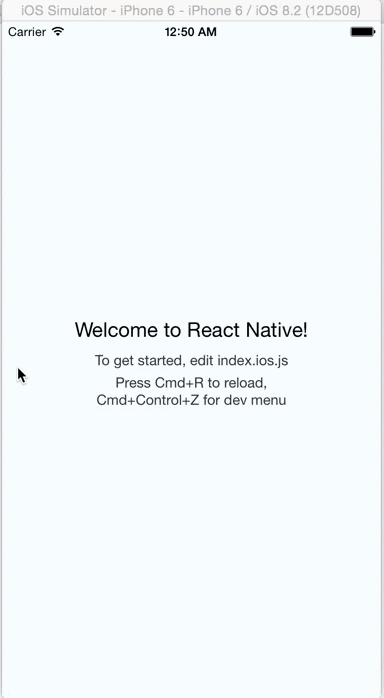 iOS Simulator - iPhone 6 - iPhone 6 / iOS 8.2 (12D508)
Carrier 12:50 AM
Welcome to React Native!
To get started, edit index.ios.js
Press Cmd+R to reload,
Cmd+Control+Z for dev menu